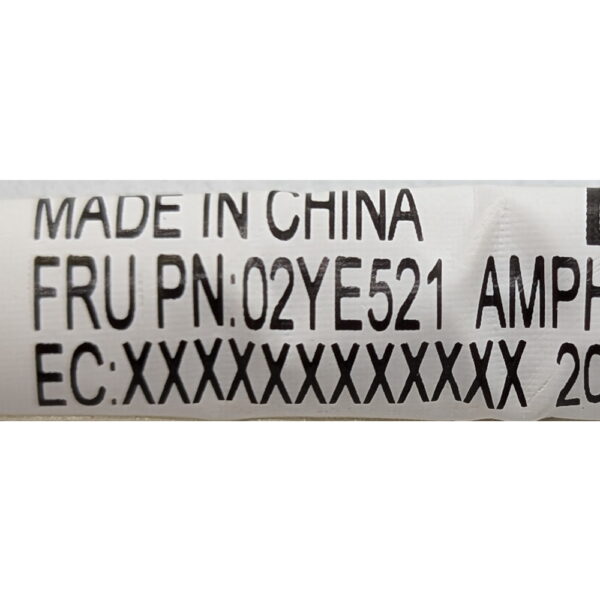 MADE IN CHINA
FRU PN:02YE521 AMPH
EC:XXXXXXXXXXXXX 20